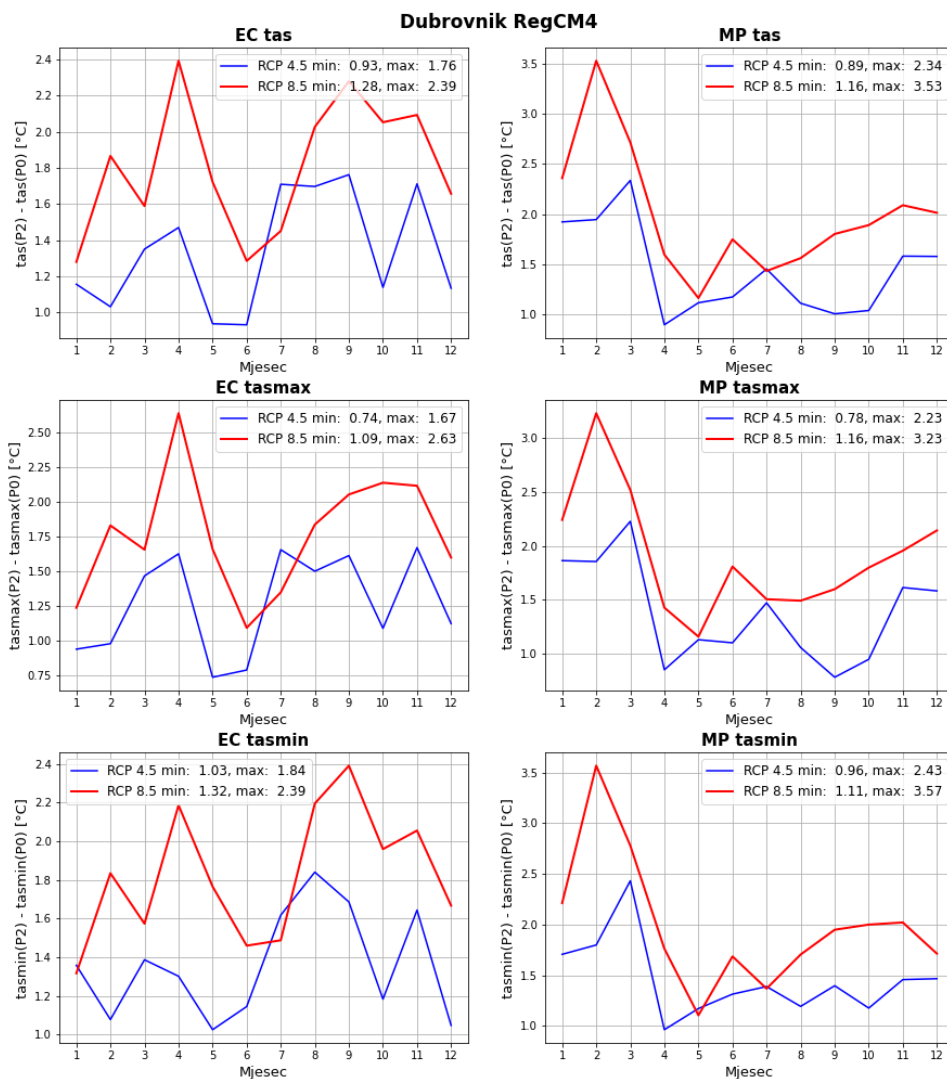 Dubrovnik RegCM4
EC tas
tas(P2) - tas(P0) [°C]
2.4
2.2
2.0
1.8
1.6
1.4
1.2
1.0
RCP 4.5 min: 0.93, max: 1.76
RCP 8.5 min: 1.28, max: 2.39
1 2 3 4 5 6 7 8 9 10 11 12
Mjesec
MP tas
tas(P2) - tas(P0) [°C]
3.5
3.0
2.5
2.0
1.5
1.0
RCP 4.5 min: 0.89, max: 2.34
RCP 8.5 min: 1.16, max: 3.53
1 2 3 4 5 6 7 8 9 10 11 12
Mjesec
EC tasmax
tasmax(P2) - tasmax(P0) [°C]
2.50
2.25
2.00
1.75
1.50
1.25
1.00
0.75
RCP 4.5 min: 0.74, max: 1.67
RCP 8.5 min: 1.09, max: 2.63
1 2 3 4 5 6 7 8 9 10 11 12
Mjesec
MP tasmax
tasmax(P2) - tasmax(P0) [°C]
3.0
2.5
2.0
1.5
1.0
RCP 4.5 min: 0.78, max: 2.23
RCP 8.5 min: 1.16, max: 3.23
1 2 3 4 5 6 7 8 9 10 11 12
Mjesec
EC tasmin
tasmin(P2) - tasmin(P0) [°C]
2.4
2.2
2.0
1.8
1.6
1.4
1.2
1.0
RCP 4.5 min: 1.03, max: 1.84
RCP 8.5 min: 1.32, max: 2.39
1 2 3 4 5 6 7 8 9 10 11 12
Mjesec
MP tasmin
tasmin(P2) - tasmin(P0) [°C]
3.5
3.0
2.5
2.0
1.5
1.0
RCP 4.5 min: 0.96, max: 2.43
RCP 8.5 min: 1.11, max: 3.57
1 2 3 4 5 6 7 8 9 10 11 12
Mjesec